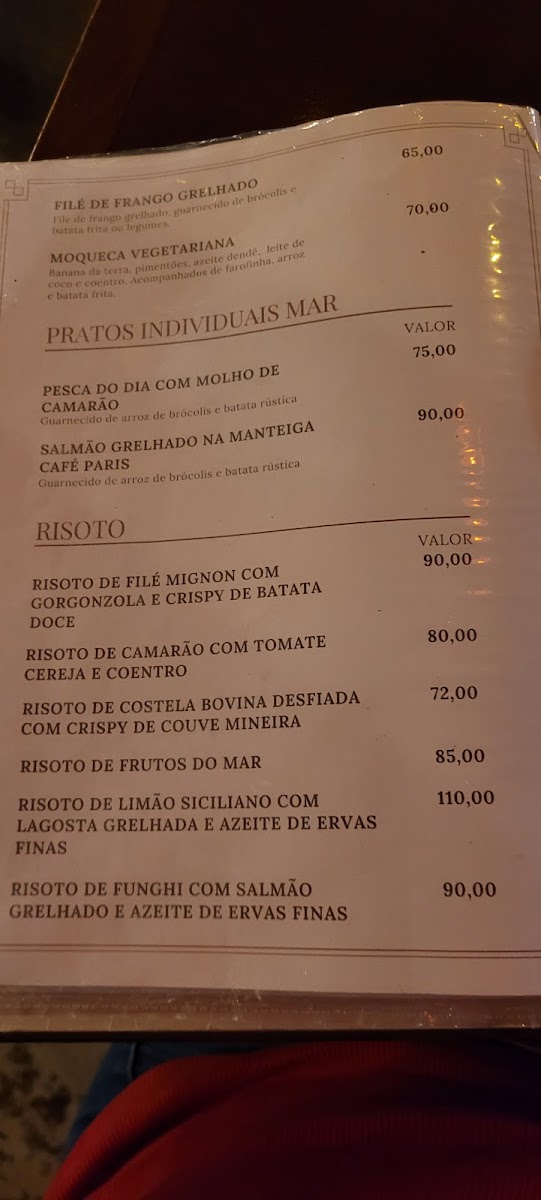 FILÉ DE FRANGO GRELHADO 65,00
File de frango grelhado, guarnecido de brócolis e
batata frita ou legumes.
MOQUECA VEGETARIANA 70,00
Banana da terra, pimentões, azeite dendê, leite de
coco e coentro. Acompanhados de farofinha, arroz
e batata frita.
PRATOS INDIVIDUAIS MAR
VALOR
PESCA DO DIA COM MOLHO DE 75,00
CAMARÃO
Guarnecido de arroz de brócolis e batata rústica
SALMÃO GRELHADO NA MANTEIGA 90,00
CAFÉ PARIS
Guarnecido de arroz de brócolis e batata rústica
RISOTO
VALOR
RISOTO DE FILÉ MIGNON COM 90,00
GORGONZOLA E CRISPY DE BATATA
DOCE
RISOTO DE CAMARÃO COM TOMATE 80,00
CEREJA E COENTRO
RISOTO DE COSTELA BOVINA DESFIADA 72,00
COM CRISPY DE COUVE MINEIRA
RISOTO DE FRUTOS DO MAR 85,00
RISOTO DE LIMÃO SICILIANO COM 110,00
LAGOSTA GRELHADA E AZEITE DE ERVAS
FINAS
RISOTO DE FUNGHI COM SALMÃO 90,00
GRELHADO E AZEITE DE ERVAS FINAS